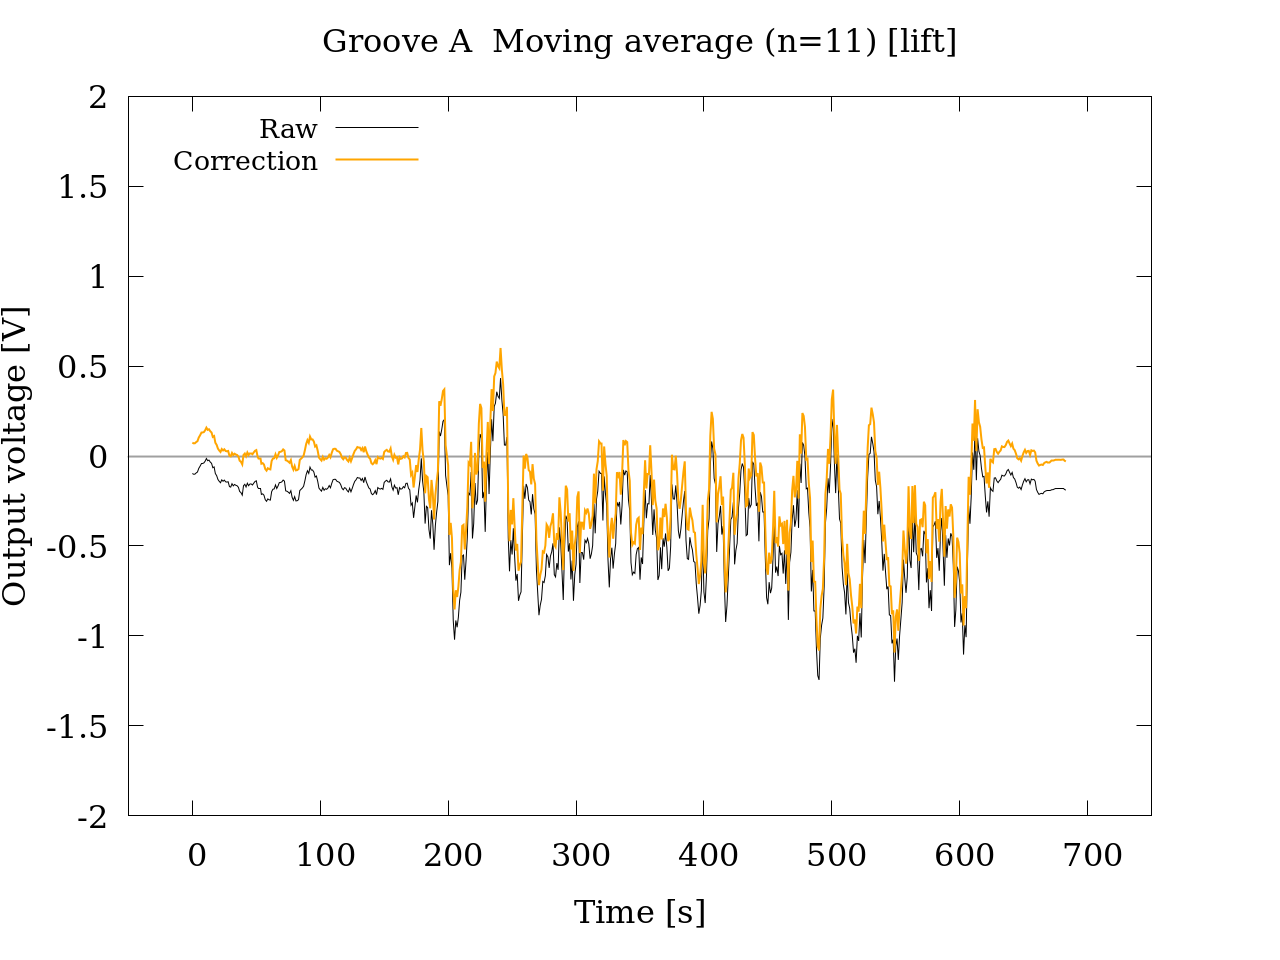 Groove A  Moving average (n=11) [lift]
Raw
Correction
2
1.5
1
0.5
0
-0.5
-1
-1.5
-2
Output voltage [V]
0 100 200 300 400 500 600 700
Time [s]